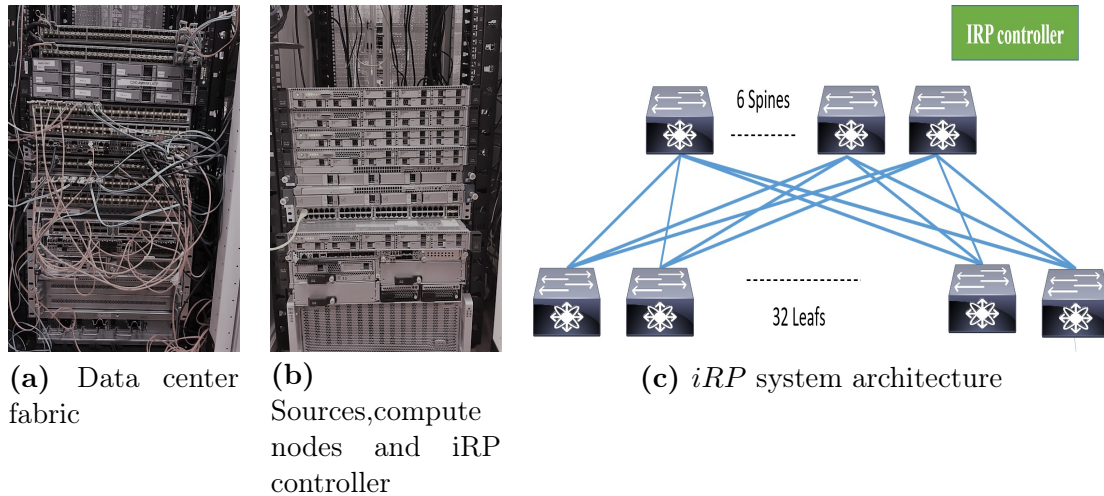 IRP controller
6 Spines
32 Leafs
(a) Data center
fabric
(b)
Sources,compute
nodes and iRP
controller
(c) iRP system architecture